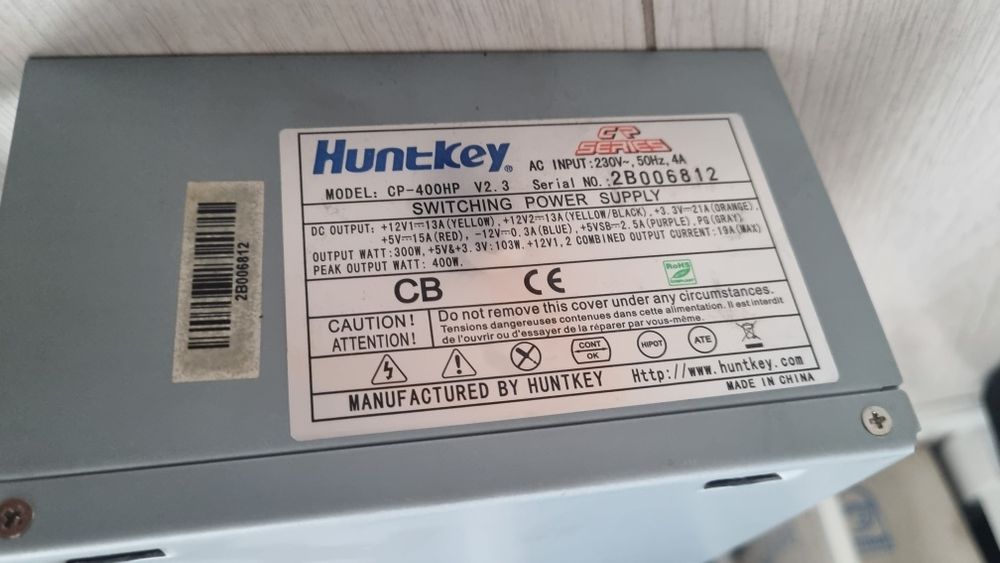 Huntkey®
CP SERIES
AC INPUT:230V~, 50Hz, 4A
MODEL: CP-400HP V2.3 Serial NO.:2B006812
SWITCHING POWER SUPPLY
DC OUTPUT: +12V1⎓13A(YELLOW), +12V2⎓13A(YELLOW/BLACK), +3.3V⎓21A(ORANGE),
+5V⎓15A(RED), -12V⎓0.3A(BLUE), +5VSB⎓2.5A(PURPLE), PG(GRAY)
OUTPUT WATT:300W, +5V&+3.3V:103W. +12V1,2 COMBINED OUTPUT CURRENT:19A(MAX)
PEAK OUTPUT WATT: 400W.
CB CE RoHS
COMPLIANT
CAUTION!
ATTENTION!
Do not remove this cover under any circumstances.
Tensions dangereuses contenues dans cette alimentation. Il est interdit
de l'ouvrir ou d'essayer de la réparer par vous-même.
CONT
OK
HIPOT
ATE
MANUFACTURED BY HUNTKEY Http://www.huntkey.com
MADE IN CHINA
2B006812